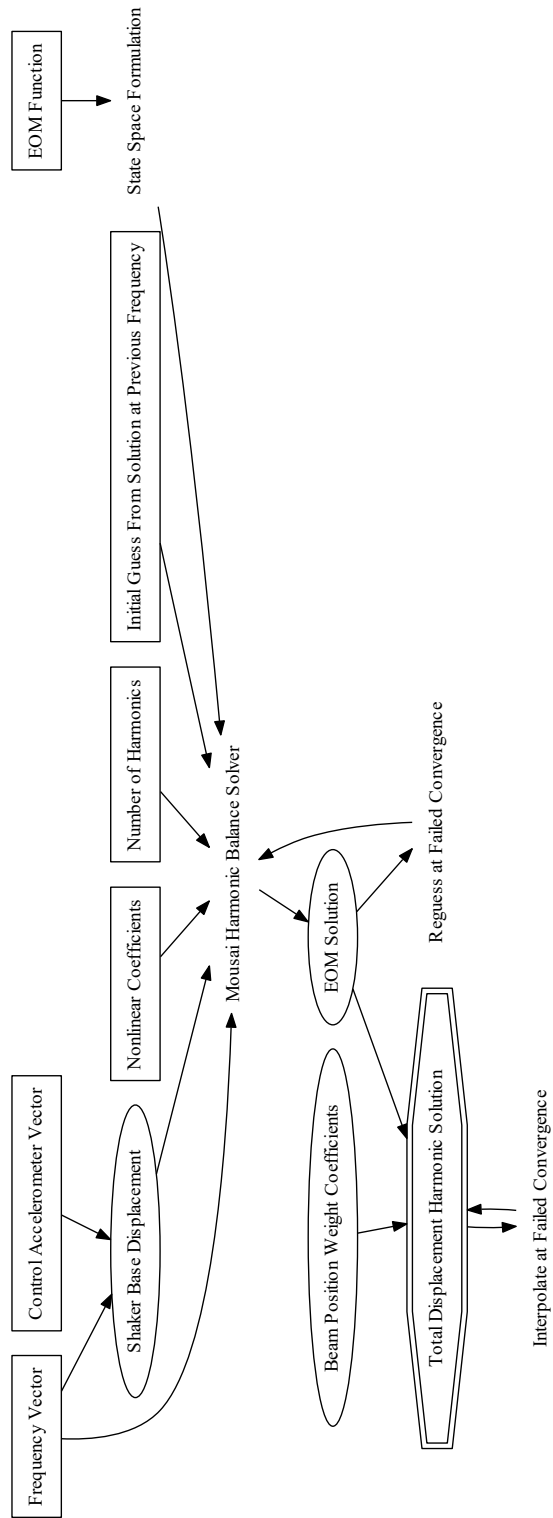 Frequency Vector
Control Accelerometer Vector
EOM Function
Shaker Base Displacement
Nonlinear Coefficients
Number of Harmonics
Initial Guess From Solution at Previous Frequency
State Space Formulation
Mousai Harmonic Balance Solver
Beam Position Weight Coefficients
EOM Solution
Total Displacement Harmonic Solution
Reguess at Failed Convergence
Interpolate at Failed Convergence